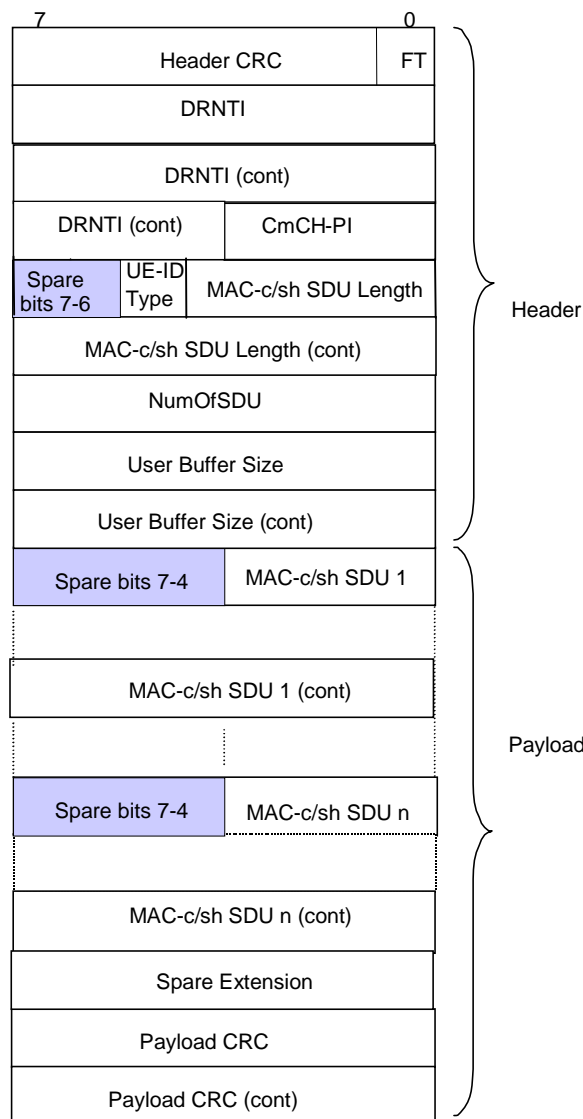 7 0
Header CRC FT
DRNTI
DRNTI (cont)
DRNTI (cont) CmCH-PI
Spare bits 7-6 UE-ID Type MAC-c/sh SDU Length
Header
MAC-c/sh SDU Length (cont)
NumOfSDU
User Buffer Size
User Buffer Size (cont)
Spare bits 7-4 MAC-c/sh SDU 1
MAC-c/sh SDU 1 (cont)
Payload
Spare bits 7-4 MAC-c/sh SDU n
MAC-c/sh SDU n (cont)
Spare Extension
Payload CRC
Payload CRC (cont)